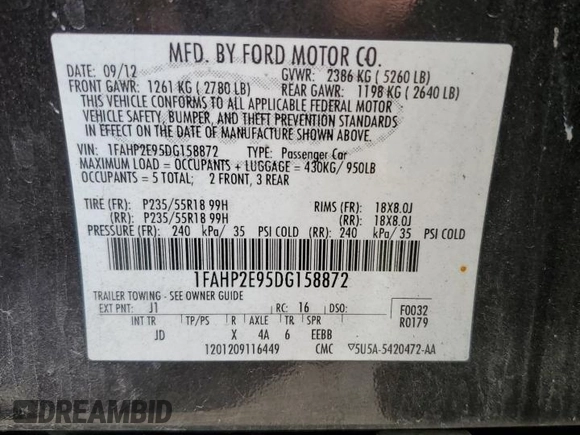 MFD. BY FORD MOTOR CO.
DATE: 09/12 GVWR: 2386 KG ( 5260 LB)
FRONT GAWR: 1261 KG ( 2780 LB) REAR GAWR: 1198 KG ( 2640 LB)
THIS VEHICLE CONFORMS TO ALL APPLICABLE FEDERAL MOTOR
VEHICLE SAFETY, BUMPER, AND THEFT PREVENTION STANDARDS
IN EFFECT ON THE DATE OF MANUFACTURE SHOWN ABOVE.
VIN: 1FAHP2E95DG158872 TYPE: Passenger Car
MAXIMUM LOAD = OCCUPANTS + LUGGAGE = 430KG/ 950LB
OCCUPANTS = 5 TOTAL; 2 FRONT, 3 REAR
TIRE (FR): P235/55R18 99H RIMS (FR): 18X8.0J
(RR): P235/55R18 99H (RR): 18X8.0J
PRESSURE (FR): 240 kPa/ 35 PSI COLD (RR): 240 kPa/ 35 PSI COLD
1FAHP2E95DG158872
TRAILER TOWING - SEE OWNER GUIDE
EXT PNT: J1 RC: 16 DSO: F0032
INT TR TP/PS R AXLE TR SPR R0179
JD X 4A 6 EEBB
1201209116449 CMC ▽5U5A-5420472-AA
DREAMBID